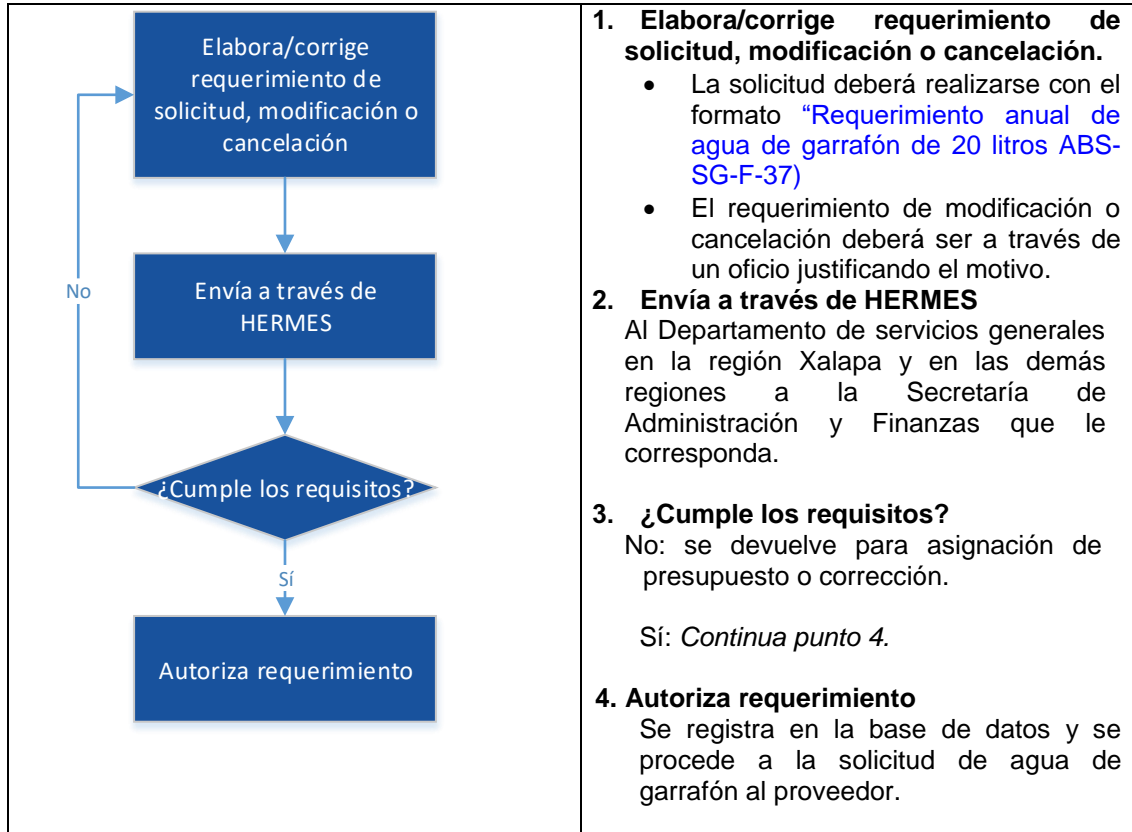 Elabora/corrige
requerimiento de
solicitud, modificación o
cancelación
Envía a través de
HERMES
No
¿Cumple los requisitos?
Sí
Autoriza requerimiento
1. Elabora/corrige requerimiento de
solicitud, modificación o cancelación.
• La solicitud deberá realizarse con el
formato “Requerimiento anual de
agua de garrafón de 20 litros ABS-
SG-F-37)
• El requerimiento de modificación o
cancelación deberá ser a través de
un oficio justificando el motivo.
2. Envía a través de HERMES
Al Departamento de servicios generales
en la región Xalapa y en las demás
regiones a la Secretaría de
Administración y Finanzas que le
corresponda.
3. ¿Cumple los requisitos?
No: se devuelve para asignación de
presupuesto o corrección.
Sí: Continua punto 4.
4. Autoriza requerimiento
Se registra en la base de datos y se
procede a la solicitud de agua de
garrafón al proveedor.